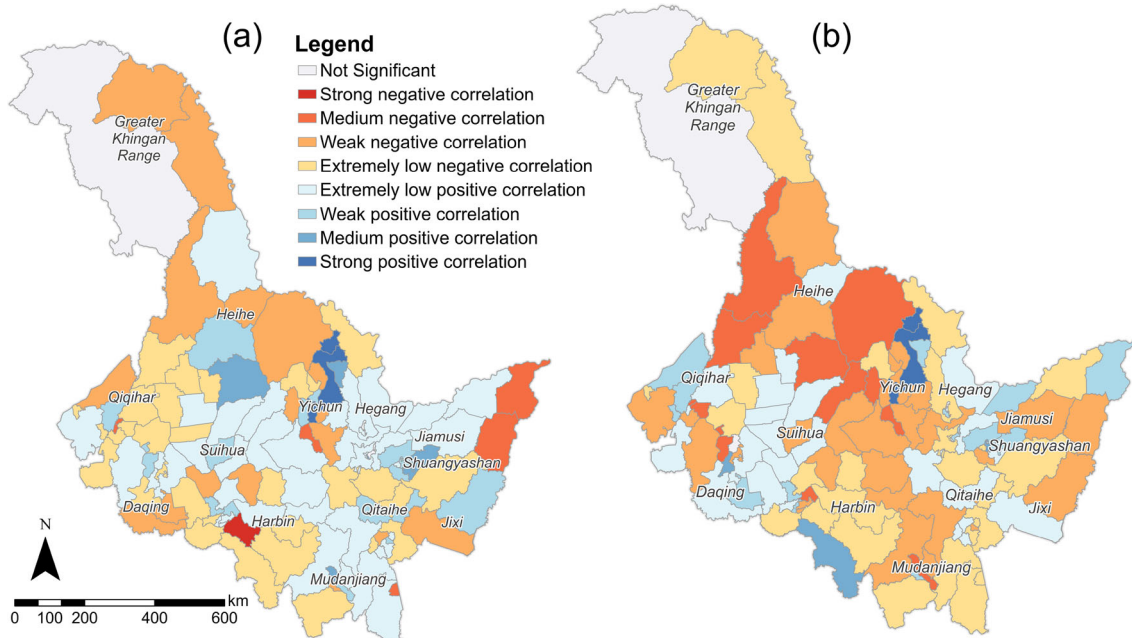 (a)
Legend
Not Significant
Strong negative correlation
Medium negative correlation
Weak negative correlation
Extremely low negative correlation
Extremely low positive correlation
Weak positive correlation
Medium positive correlation
Strong positive correlation
Greater
Khingan
Range
Heihe
Qiqihar
Yichun
Hegang
Jiamusi
Suihua
Shuangyashan
Daqing
Qitaihe
Harbin
Jixi
Mudanjiang
N
km
0 100 200 400 600
(b)
Greater
Khingan
Range
Heihe
Qiqihar
Yichun
Hegang
Jiamusi
Suihua
Shuangyashan
Daqing
Qitaihe
Harbin
Jixi
Mudanjiang